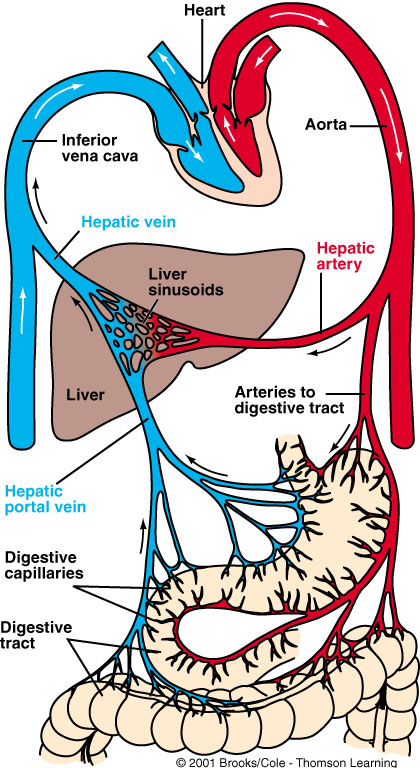 Heart
Aorta
Inferior
vena cava
Hepatic vein
Hepatic
artery
Liver
sinusoids
Liver
Arteries to
digestive tract
Hepatic
portal vein
Digestive
capillaries
Digestive
tract
© 2001 Brooks/Cole - Thomson Learning